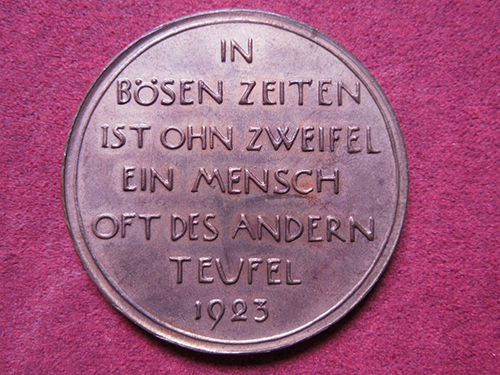 IN
BÖSEN ZEITEN
IST OHN ZWEIFEL
EIN MENSCH
OFT DES ANDERN
TEUFEL
1923